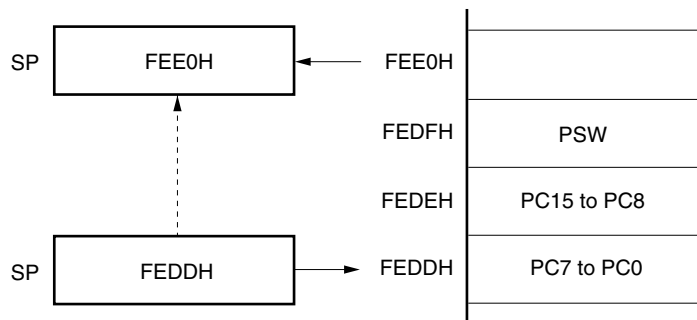 SP FEE0H FEE0H
FEDFH PSW
FEDEH PC15 to PC8
SP FEDDH FEDDH PC7 to PC0